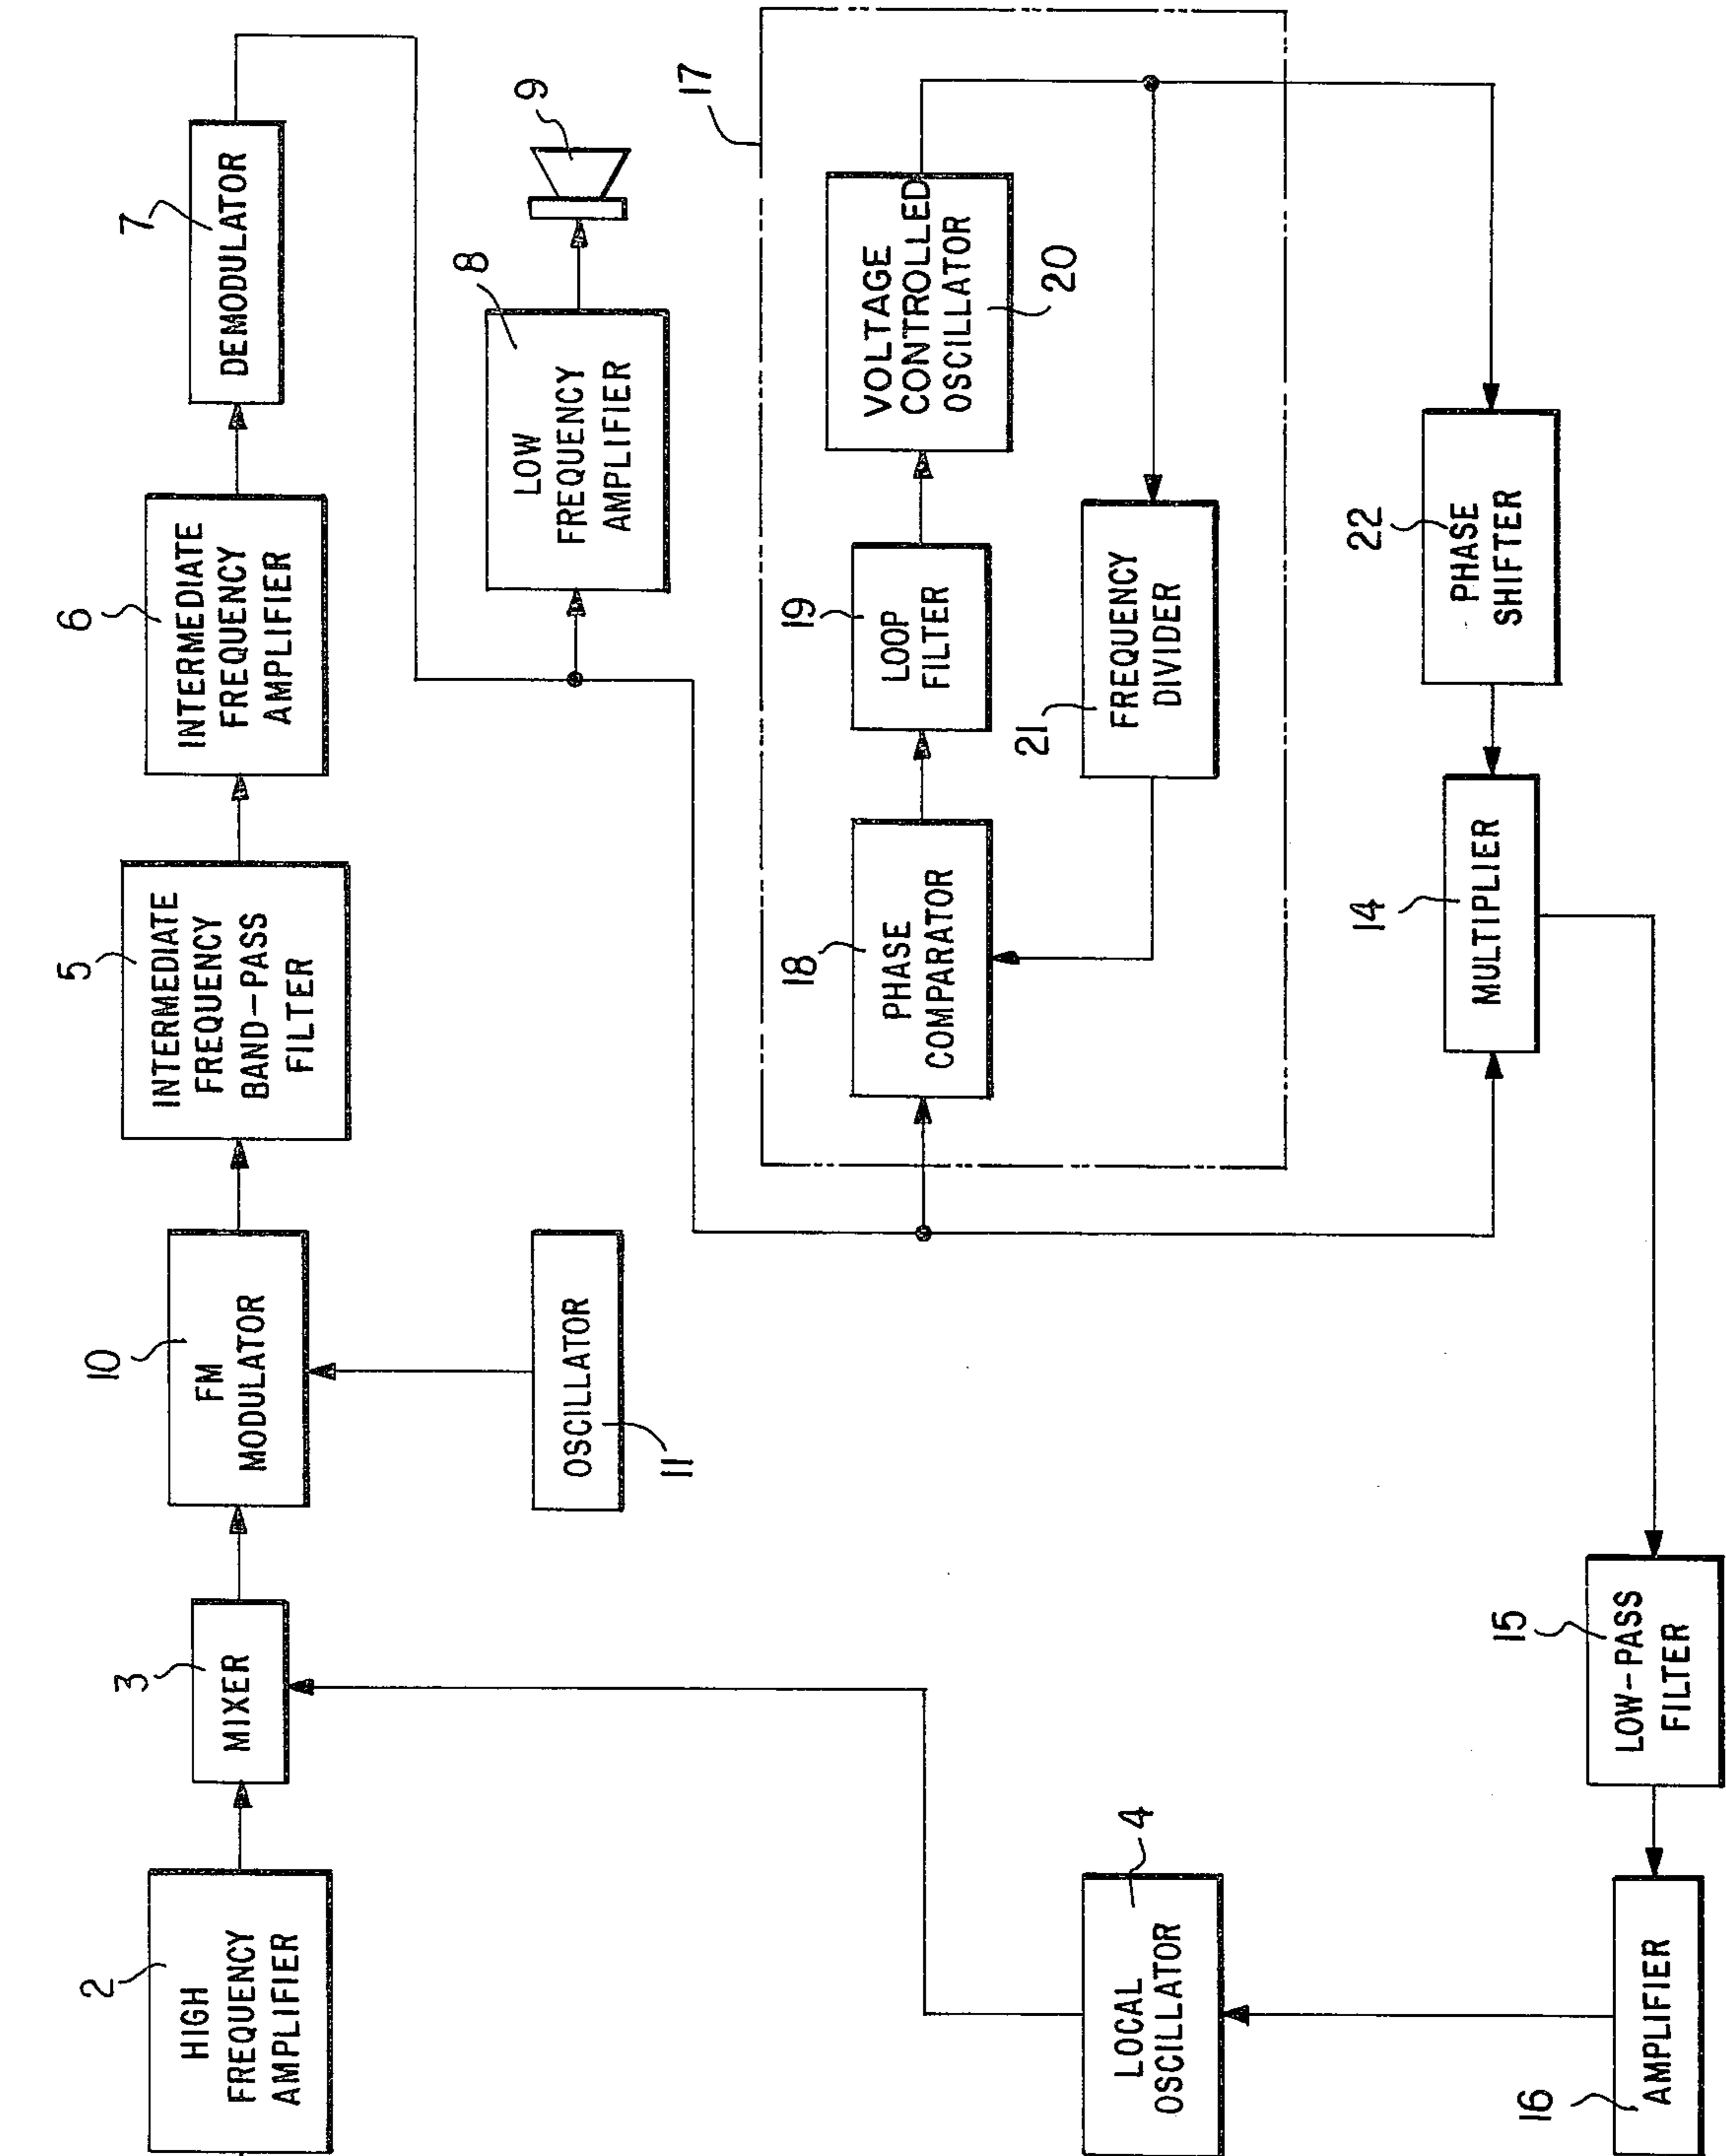 2
HIGH
FREQUENCY
AMPLIFIER
3
MIXER
10
FM
MODULATOR
5
INTERMEDIATE
FREQUENCY
BAND-PASS
FILTER
6
INTERMEDIATE
FREQUENCY
AMPLIFIER
7
DEMODULATOR
OSCILLATOR
11
8
LOW
FREQUENCY
AMPLIFIER
9
17
18
PHASE
COMPARATOR
19
LOOP
FILTER
VOLTAGE
CONTROLLED
OSCILLATOR
20
21
FREQUENCY
DIVIDER
4
LOCAL
OSCILLATOR
14
MULTIPLIER
22
PHASE
SHIFTER
16
AMPLIFIER
15
LOW-PASS
FILTER